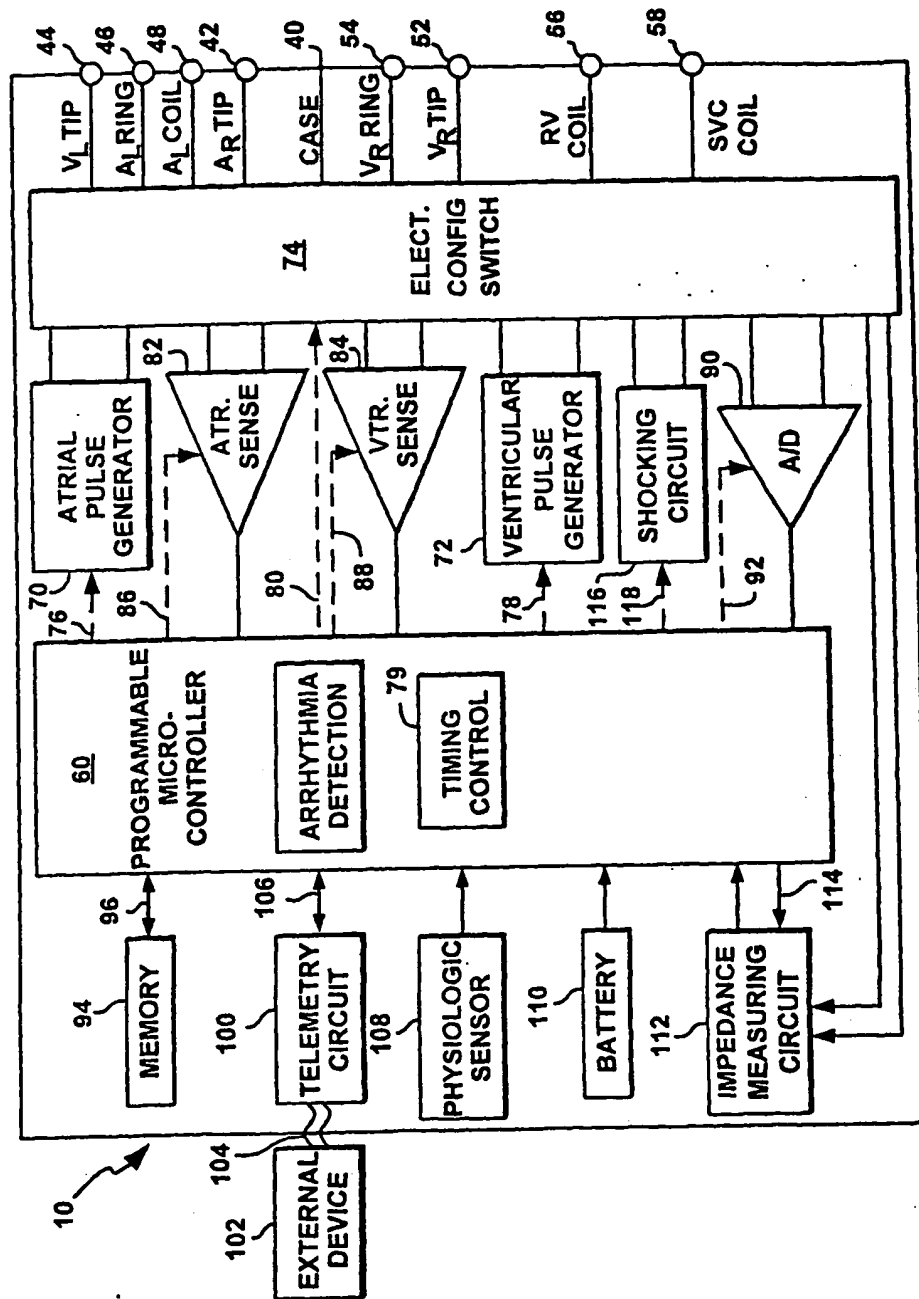 10
EXTERNAL
DEVICE
102
104
MEMORY
94
96
TELEMETRY
CIRCUIT
100
106
PHYSIOLOGIC
SENSOR
108
BATTERY
110
IMPEDANCE
MEASURING
CIRCUIT
112
114
60
PROGRAMMABLE
MICRO-
CONTROLLER
ARRHYTHMIA
DETECTION
TIMING
CONTROL
79
76
86
80
88
78
118
92
70
ATRIAL
PULSE
GENERATOR
ATR.
SENSE
82
VTR.
SENSE
84
72
VENTRICULAR
PULSE
GENERATOR
116
SHOCKING
CIRCUIT
A/D
90
74
ELECT.
CONFIG
SWITCH
VL TIP
44
AL RING
46
AL COIL
48
AR TIP
42
CASE
40
VR RING
54
VR TIP
52
RV
COIL
66
SVC
COIL
58